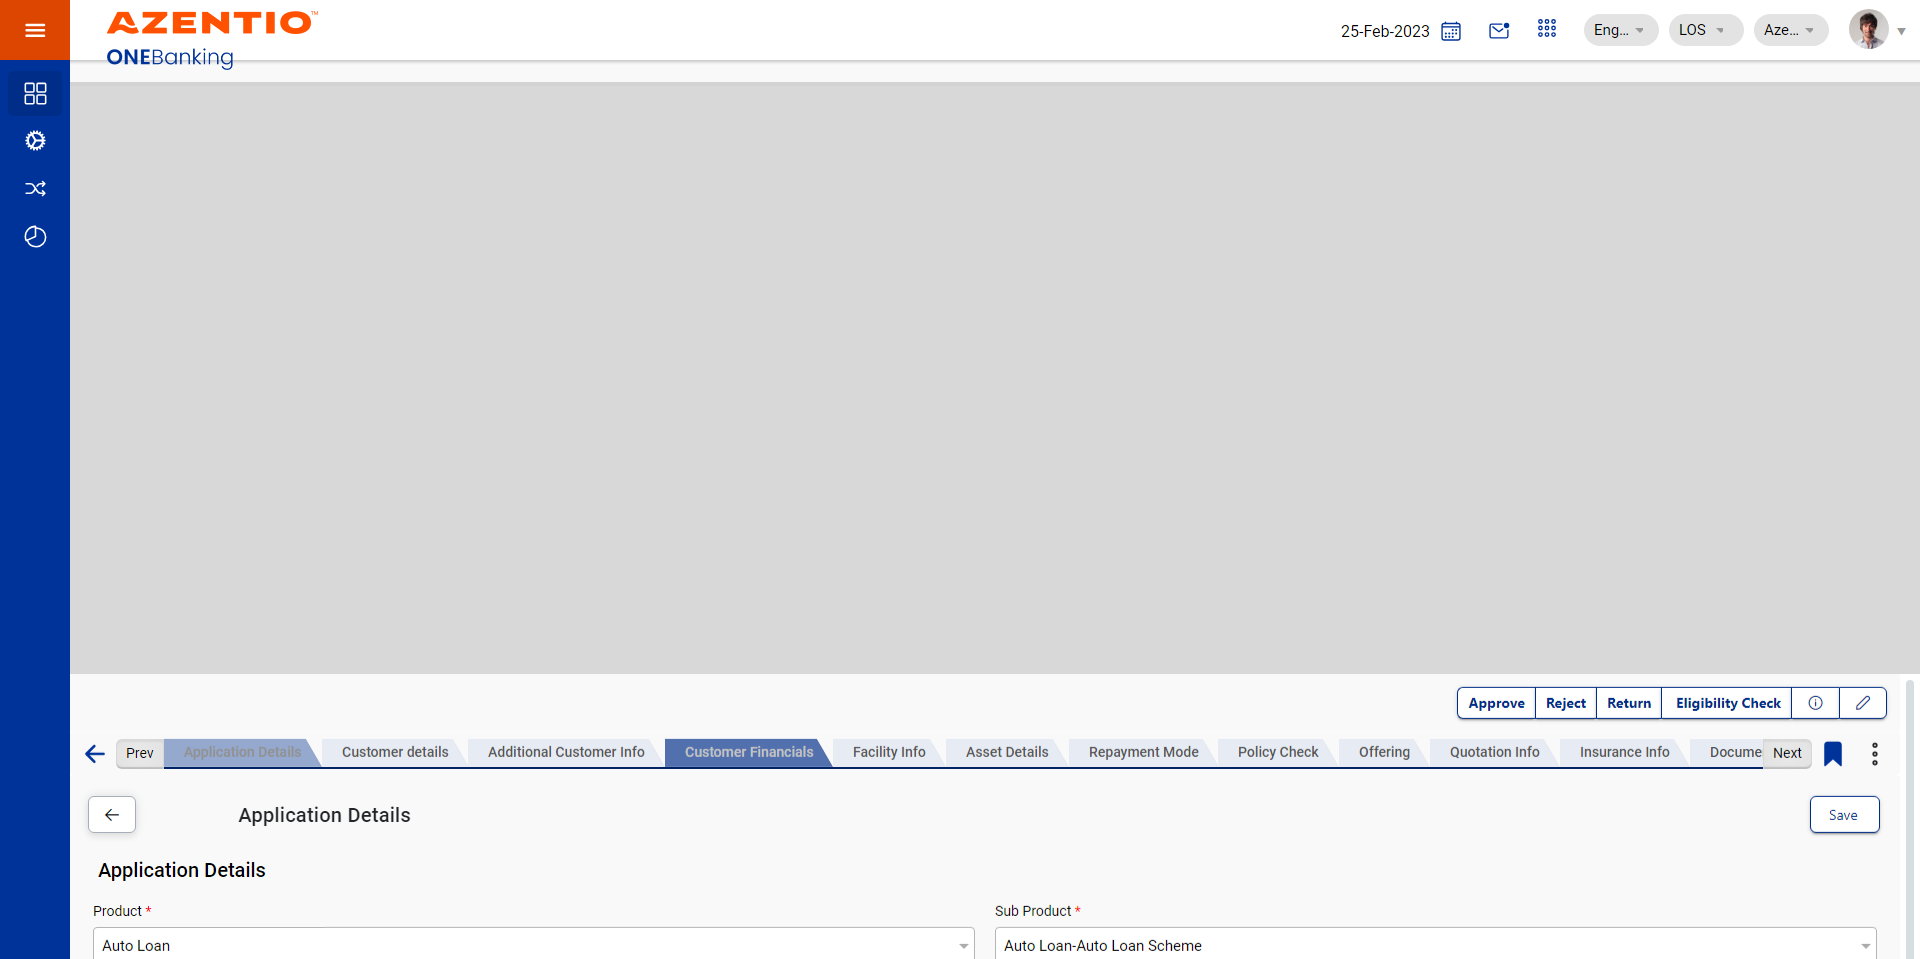 AZENTIO™
ONEBanking
25-Feb-2023
Eng...
LOS
Aze...
Approve
Reject
Return
Eligibility Check
Prev
Application Details
Customer details
Additional Customer Info
Customer Financials
Facility Info
Asset Details
Repayment Mode
Policy Check
Offering
Quotation Info
Insurance Info
Docume
Next
Application Details
Save
Application Details
Product *
Sub Product *
Auto Loan
Auto Loan-Auto Loan Scheme